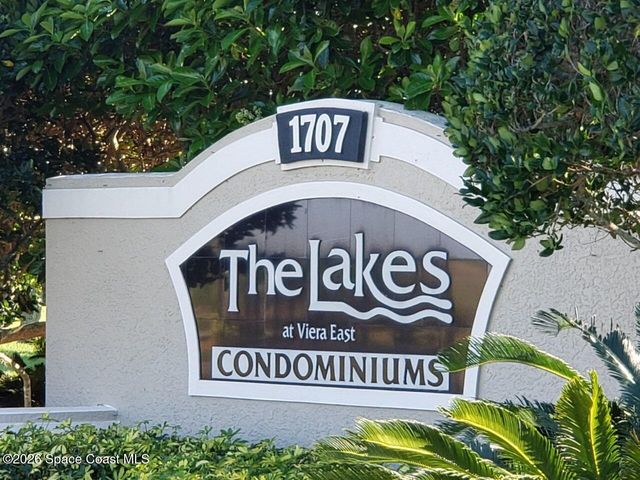 1707
The Lakes
at Viera East
CONDOMINIUMS
©2026 Space Coast MLS